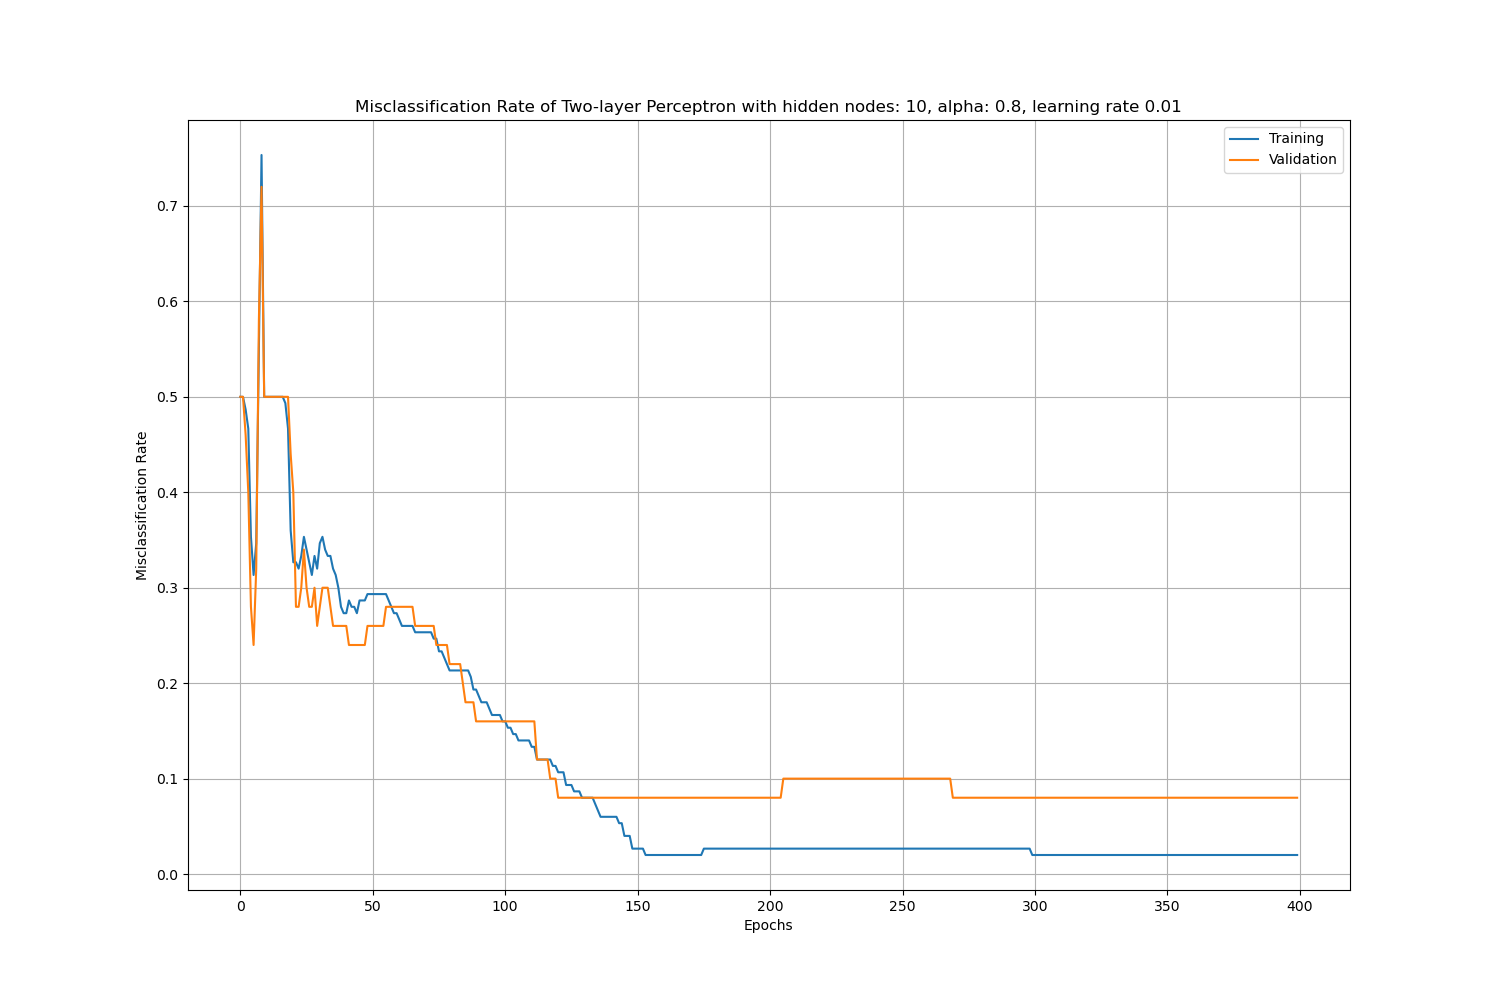 Misclassification Rate of Two-layer Perceptron with hidden nodes: 10, alpha: 0.8, learning rate 0.01
Training
Validation
0.7
0.6
0.5
0.4
0.3
0.2
0.1
0.0
Misclassification Rate
0 50 100 150 200 250 300 350 400
Epochs